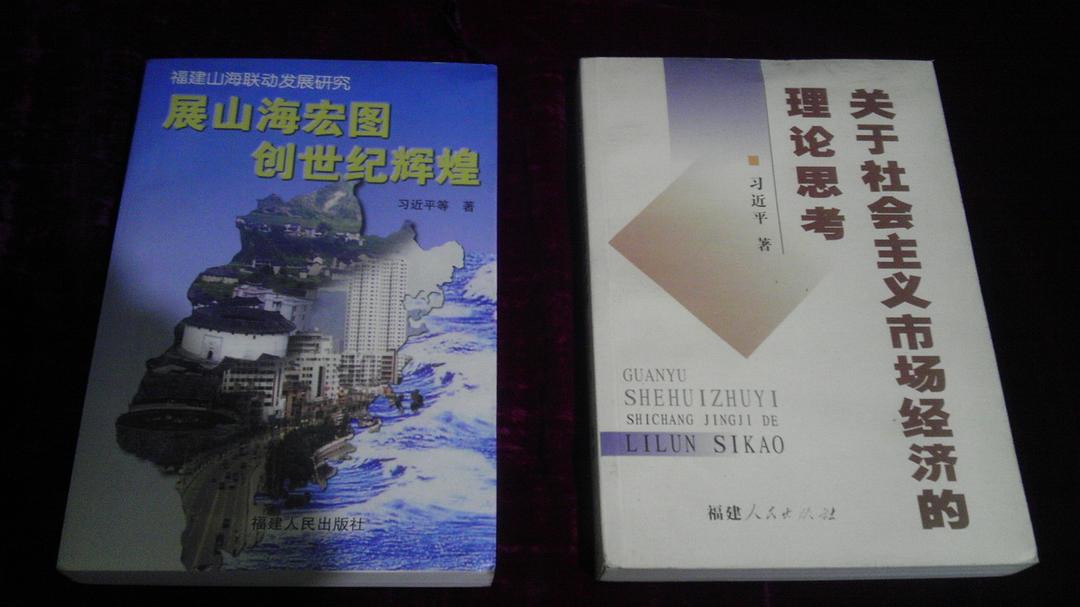 福建山海联动发展研究
展山海宏图
创世纪辉煌
习近平等 著
福建人民出版社
关于社会主义市场经济的
理论思考
习近平 著
GUANYU
SHEHUIZHUYI
SHICHANG JINGJI DE
LILUN SIKAO
福建人民出版社